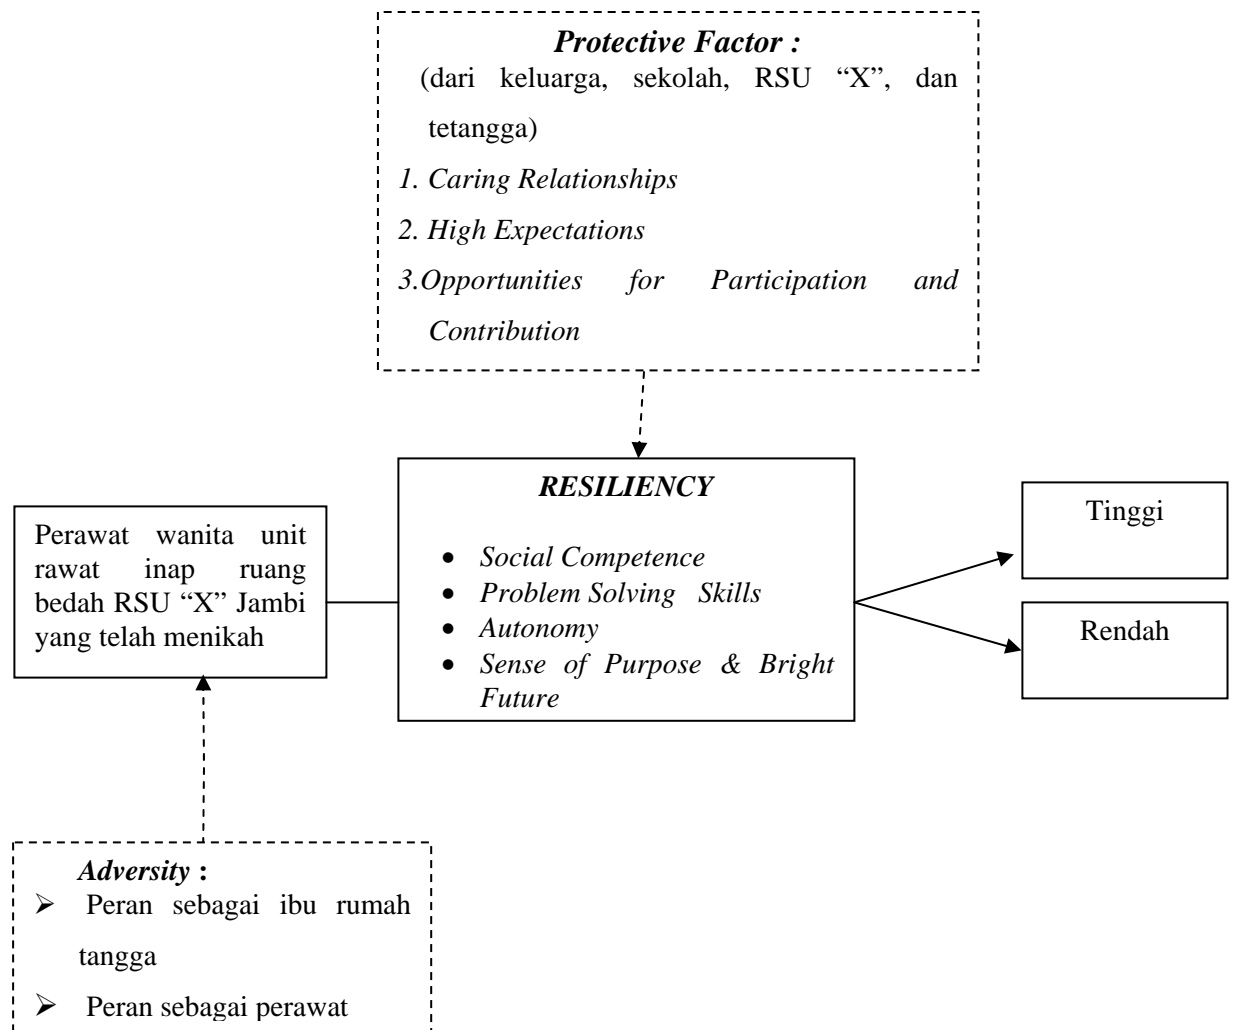 Protective Factor :
(dari keluarga, sekolah, RSU “X”, dan
tetangga)
1. Caring Relationships
2. High Expectations
3.Opportunities for Participation and
Contribution
RESILIENCY
• Social Competence
• Problem Solving Skills
• Autonomy
• Sense of Purpose & Bright
Future
Perawat wanita unit
rawat inap ruang
bedah RSU “X” Jambi
yang telah menikah
Tinggi
Rendah
Adversity :
➢ Peran sebagai ibu rumah
tangga
➢ Peran sebagai perawat